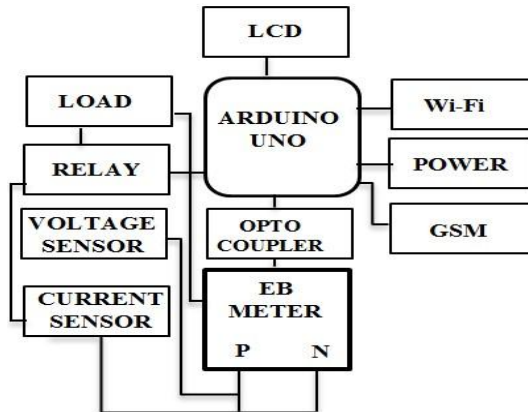 LCD
LOAD
ARDUINO
UNO
Wi-Fi
RELAY
POWER
VOLTAGE
SENSOR
OPTO
COUPLER
GSM
CURRENT
SENSOR
EB
METER
P N